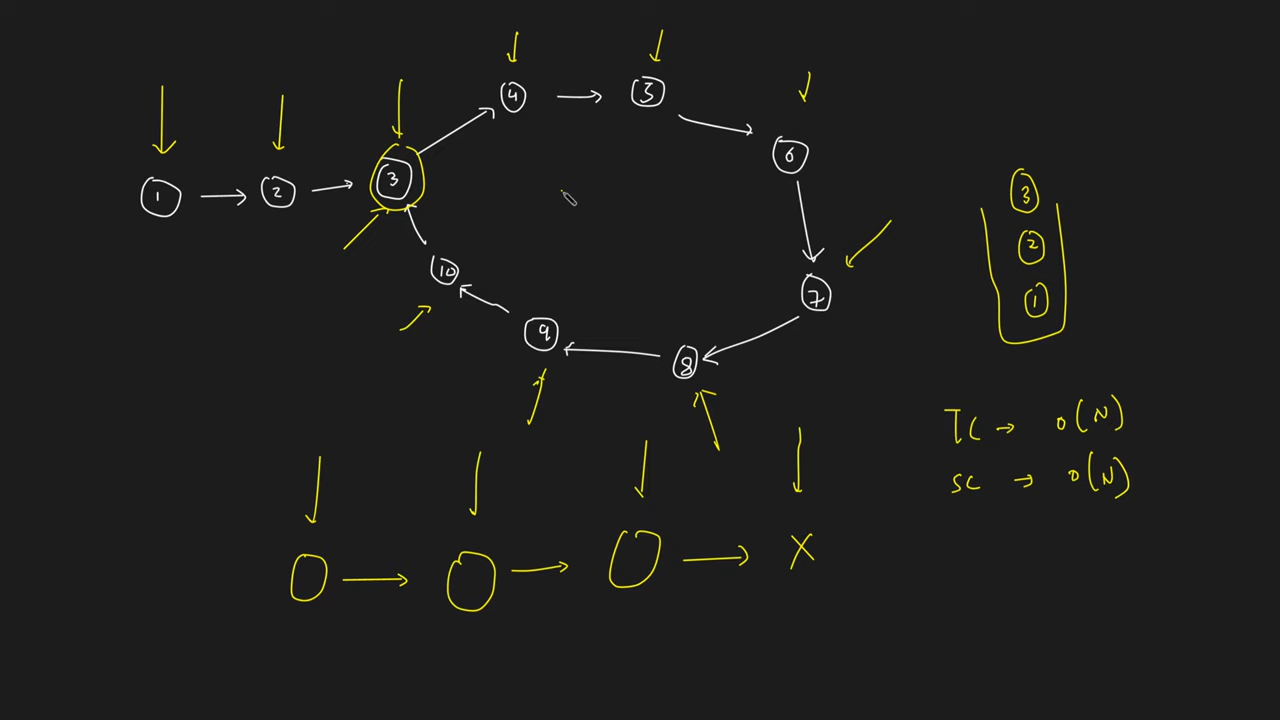 4 → 5
6
1 → 2 → 3
10
7
9
8
3
2
1
TC → O(N)
SC → O(N)
X